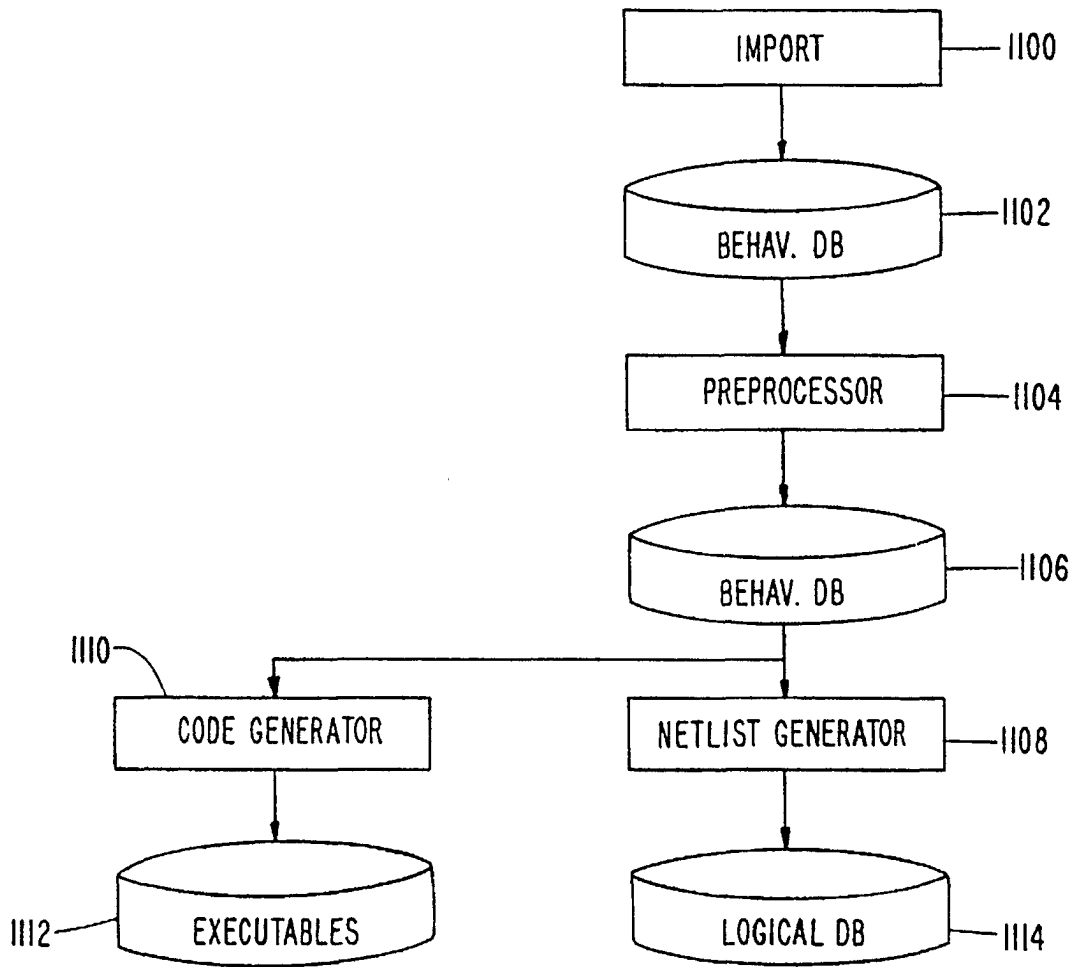 IMPORT
1100
BEHAV. DB
1102
PREPROCESSOR
1104
BEHAV. DB
1106
1110
CODE GENERATOR
NETLIST GENERATOR
1108
1112
EXECUTABLES
LOGICAL DB
1114